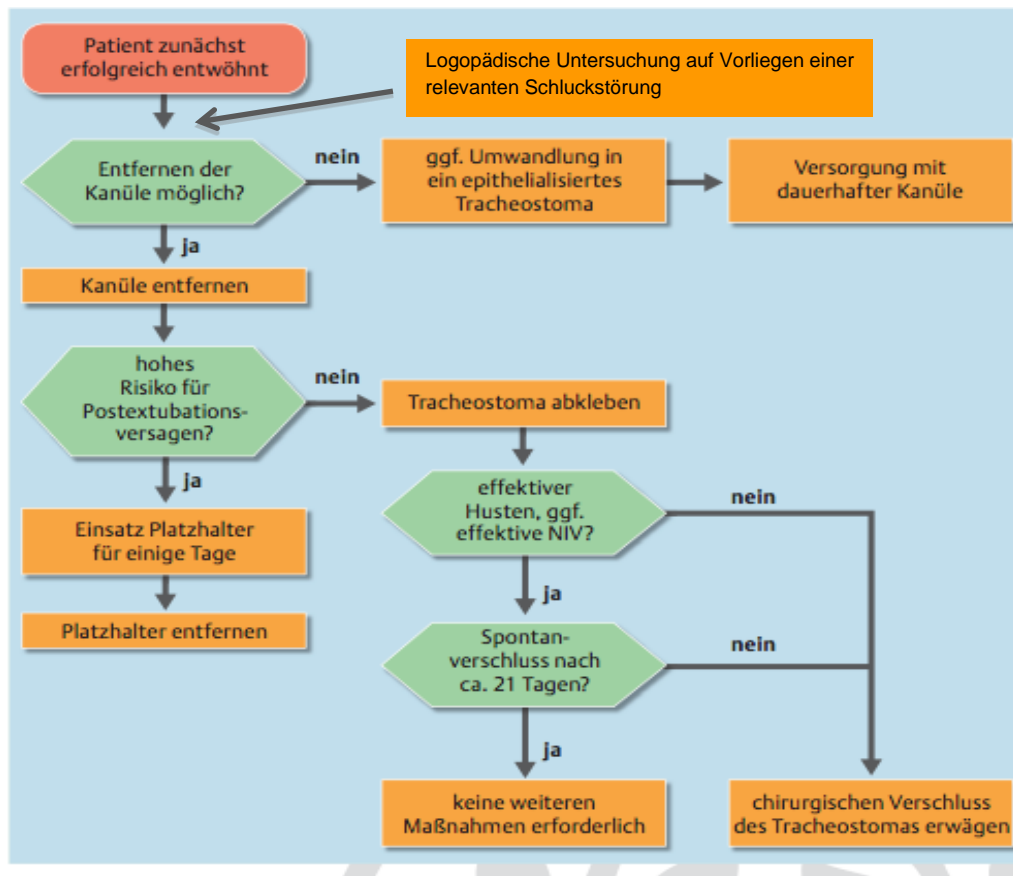 Patient zunächst
erfolgreich entwöhnt
Logopädische Untersuchung auf Vorliegen einer
relevanten Schluckstörung
Entfernen der
Kanüle möglich?
nein
ggf. Umwandlung in
ein epithelialisiertes
Tracheostoma
Versorgung mit
dauerhafter Kanüle
ja
Kanüle entfernen
hohes
Risiko für
Postextubations-
versagen?
nein
Tracheostoma abkleben
ja
Einsatz Platzhalter
für einige Tage
Platzhalter entfernen
effektiver
Husten, ggf.
effektive NIV?
nein
ja
Spontan-
verschluss nach
ca. 21 Tagen?
nein
ja
keine weiteren
Maßnahmen erforderlich
chirurgischen Verschluss
des Tracheostomas erwägen